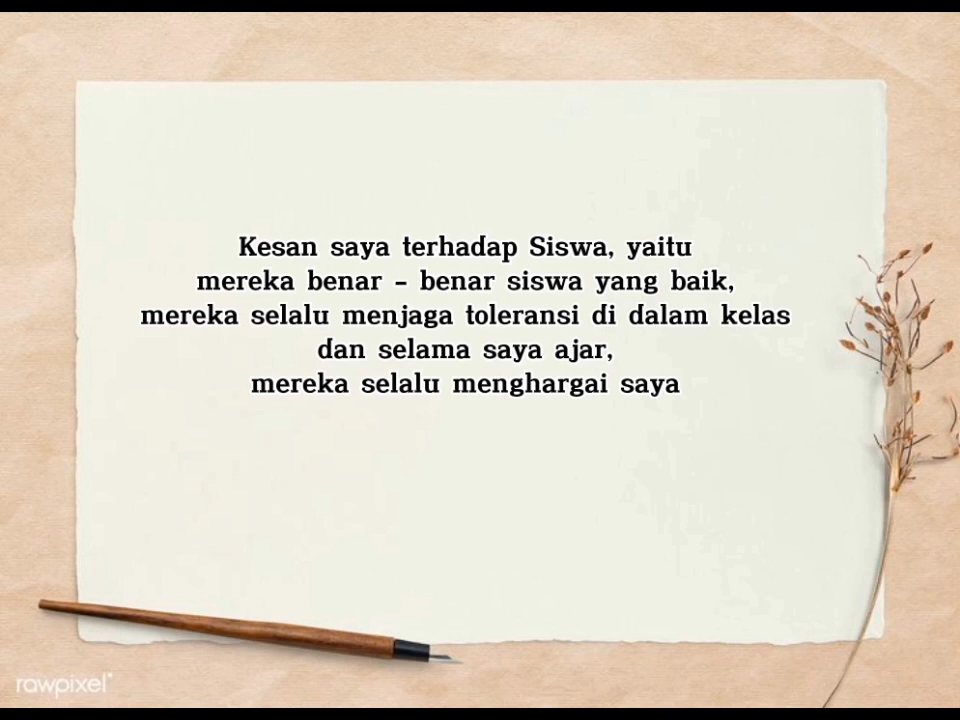 Kesan saya terhadap Siswa, yaitu
mereka benar - benar siswa yang baik,
mereka selalu menjaga toleransi di dalam kelas
dan selama saya ajar,
mereka selalu menghargai saya
rawpixel